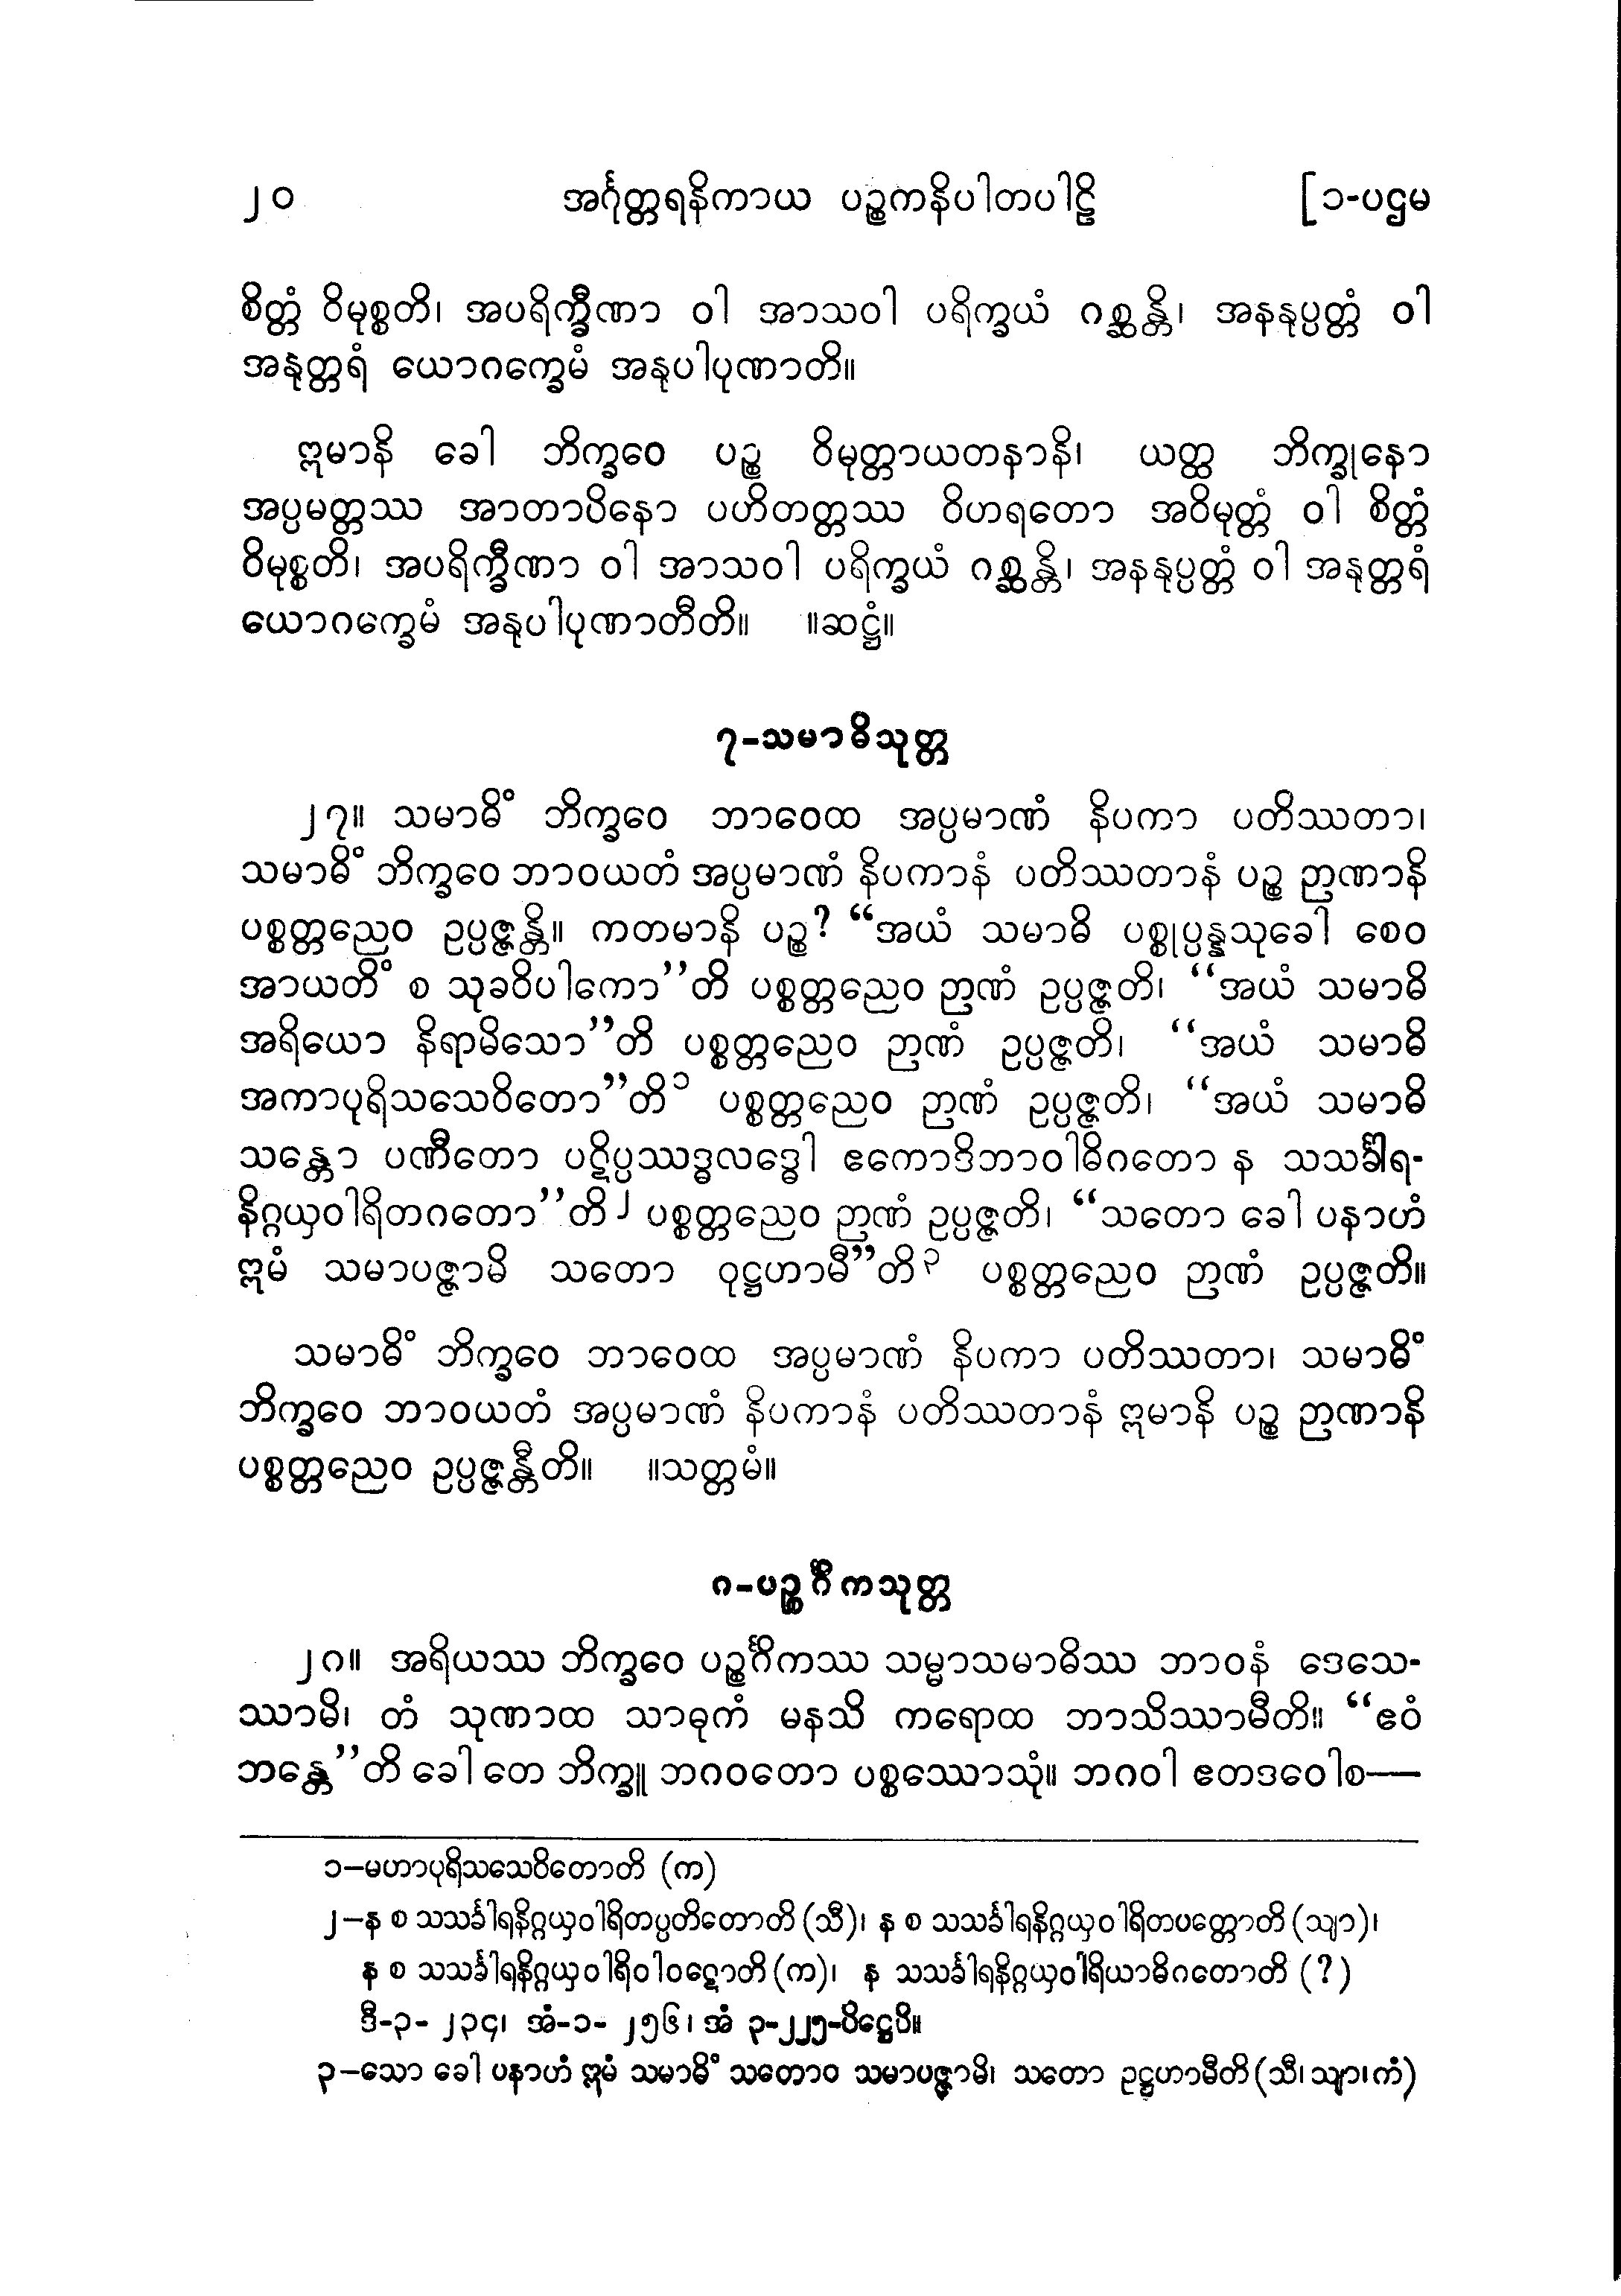 ၂၀ အင်္ဂုတ္တရနိကာယ ပဉ္စကနိပါတပါဠိ [၁-ပဌမ
စိတ္တံ ဝိမုစ္စတိ၊ အပရိက္ခီဏာ ဝါ အာသဝါ ပရိက္ခယံ ဂစ္ဆန္တိ၊ အနနုပ္ပတ္တံ ဝါ
အနုတ္တရံ ယောဂက္ခေမံ အနုပါပုဏာတိ။
ဣမာနိ ခေါ ဘိက္ခဝေ ပဉ္စ ဝိမုတ္တာယတနာနိ၊ ယတ္ထ ဘိက္ခုနော
အပ္ပမတ္တဿ အာတာပိနော ပဟိတတ္တဿ ဝိဟရတော အဝိမုတ္တံ ဝါ စိတ္တံ
ဝိမုစ္စတိ၊ အပရိက္ခီဏာ ဝါ အာသဝါ ပရိက္ခယံ ဂစ္ဆန္တိ၊ အနနုပ္ပတ္တံ ဝါ အနုတ္တရံ
ယောဂက္ခေမံ အနုပါပုဏာတီတိ။ ။ဆဋ္ဌံ။
၇-သမာဓိသုတ္တ
၂၇။ သမာဓိံ ဘိက္ခဝေ ဘာဝေထ အပ္ပမာဏံ နိပကာ ပတိဿတာ၊
သမာဓိံ ဘိက္ခဝေ ဘာဝယတံ အပ္ပမာဏံ နိပကာနံ ပတိဿတာနံ ပဉ္စ ဉာဏာနိ
ပစ္စတ္တညေဝ ဥပ္ပဇ္ဇန္တိ။ ကတမာနိ ပဉ္စ? “အယံ သမာဓိ ပစ္စုပ္ပန္နသုခေါ စေဝ
အာယတိံ စ သုခဝိပါကော”တိ ပစ္စတ္တညေဝ ဉာဏံ ဥပ္ပဇ္ဇတိ၊ “အယံ သမာဓိ
အရိယော နိရာမိသော”တိ ပစ္စတ္တညေဝ ဉာဏံ ဥပ္ပဇ္ဇတိ၊ “အယံ သမာဓိ
အကာပုရိသသေဝိတော”တိ၁ ပစ္စတ္တညေဝ ဉာဏံ ဥပ္ပဇ္ဇတိ၊ “အယံ သမာဓိ
သန္တော ပဏီတော ပဋိပ္ပဿဒ္ဓလဒ္ဓေါ ဧကောဒိဘာဝါဓိဂတော န သသင်္ခါရ-
နိဂ္ဂယှဝါရိတဂတော”တိ၂ ပစ္စတ္တညေဝ ဉာဏံ ဥပ္ပဇ္ဇတိ၊ “သတော ခေါ ပနာဟံ
ဣမံ သမာပဇ္ဇာမိ သတော ဝုဋ္ဌဟာမီ”တိ၃ ပစ္စတ္တညေဝ ဉာဏံ ဥပ္ပဇ္ဇတိ။
သမာဓိံ ဘိက္ခဝေ ဘာဝေထ အပ္ပမာဏံ နိပကာ ပတိဿတာ၊ သမာဓိံ
ဘိက္ခဝေ ဘာဝယတံ အပ္ပမာဏံ နိပကာနံ ပတိဿတာနံ ဣမာနိ ပဉ္စ ဉာဏာနိ
ပစ္စတ္တညေဝ ဥပ္ပဇ္ဇန္တီတိ။ ။သတ္တမံ။
၈-ပဉ္စင်္ဂိကသုတ္တ
၂၈။ အရိယဿ ဘိက္ခဝေ ပဉ္စင်္ဂိကဿ သမ္မာသမာဓိဿ ဘာဝနံ ဒေသေ-
ဿာမိ၊ တံ သုဏာထ သာဓုကံ မနသိ ကရောထ ဘာသိဿာမီတိ။ “ဧဝံ
ဘန္တေ”တိ ခေါ တေ ဘိက္ခူ ဘဂဝတော ပစ္စဿောသုံ။ ဘဂဝါ ဧတဒဝေါစ—
၁–မဟာပုရိသသေဝိတောတိ (က)
၂–န စ သသင်္ခါရနိဂ္ဂယှဝါရိတပ္ပတိတောတိ (သီ)၊ န စ သသင်္ခါရနိဂ္ဂယှဝါရိတပတ္တောတိ (သျာ)၊
န စ သသင်္ခါရနိဂ္ဂယှဝါရိဝါဝဋောတိ (က)၊ န သသင်္ခါရနိဂ္ဂယှဝါရိယာဓိဂတောတိ (?)
ဒီ-၃- ၂၃၄၊ အံ-၁- ၂၅၆၊ အံ ၃-၂၂၅-ပိဋ္ဌေပိ။
၃–သော ခေါ ပနာဟံ ဣမံ သမာဓိံ သတောဝ သမာပဇ္ဇာမိ၊ သတော ဥဋ္ဌဟာမီတိ (သီ၊ သျာ၊ ကံ)